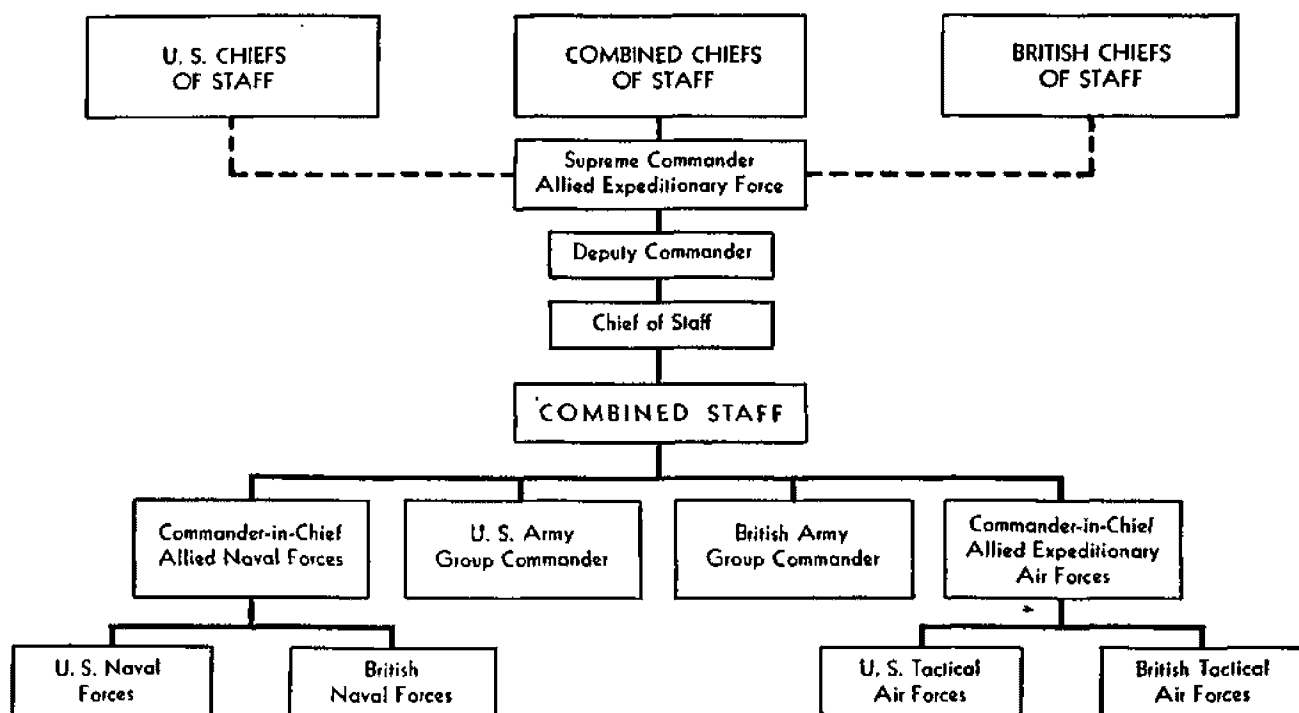 U. S. CHIEFS
OF STAFF
COMBINED CHIEFS
OF STAFF
BRITISH CHIEFS
OF STAFF
Supreme Commander
Allied Expeditionary Force
Deputy Commander
Chief of Staff
COMBINED STAFF
Commander-in-Chief
Allied Naval Forces
U. S. Army
Group Commander
British Army
Group Commander
Commander-in-Chief
Allied Expeditionary
Air Forces
U. S. Naval
Forces
British
Naval Forces
U. S. Tactical
Air Forces
British Tactical
Air Forces